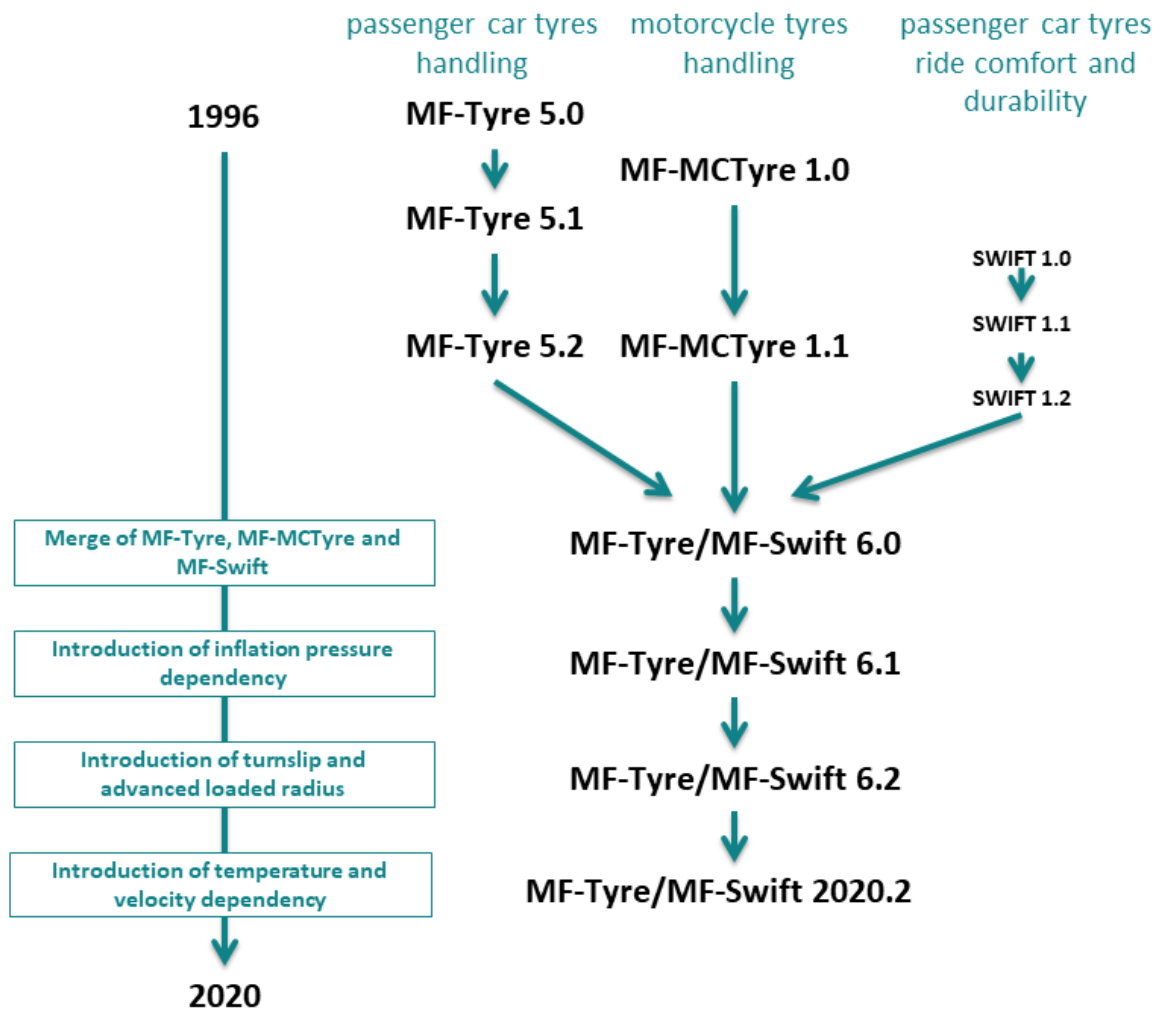 passenger car tyres
handling
motorcycle tyres
handling
passenger car tyres
ride comfort and
durability
1996
MF-Tyre 5.0
MF-MCTyre 1.0
MF-Tyre 5.1
SWIFT 1.0
SWIFT 1.1
MF-Tyre 5.2
MF-MCTyre 1.1
SWIFT 1.2
Merge of MF-Tyre, MF-MCTyre and
MF-Swift
MF-Tyre/MF-Swift 6.0
Introduction of inflation pressure
dependency
MF-Tyre/MF-Swift 6.1
Introduction of turnslip and
advanced loaded radius
MF-Tyre/MF-Swift 6.2
Introduction of temperature and
velocity dependency
MF-Tyre/MF-Swift 2020.2
2020